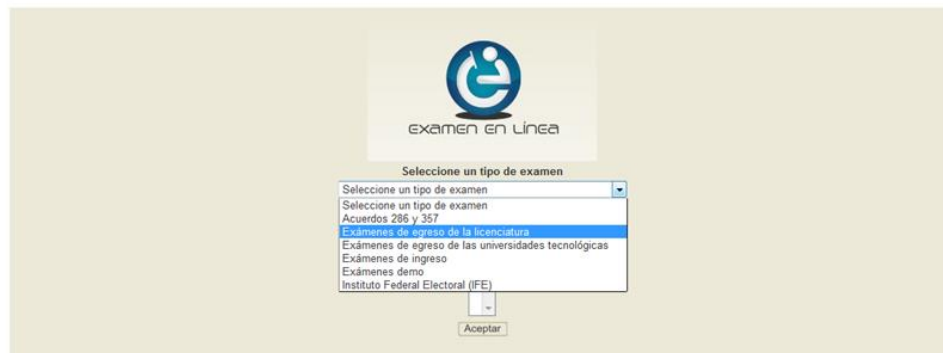 examen en línea
Seleccione un tipo de examen
Seleccione un tipo de examen
Seleccione un tipo de examen
Acuerdos 286 y 357
Exámenes de egreso de la licenciatura
Exámenes de egreso de las universidades tecnológicas
Exámenes de ingreso
Exámenes demo
Instituto Federal Electoral (IFE)
Aceptar